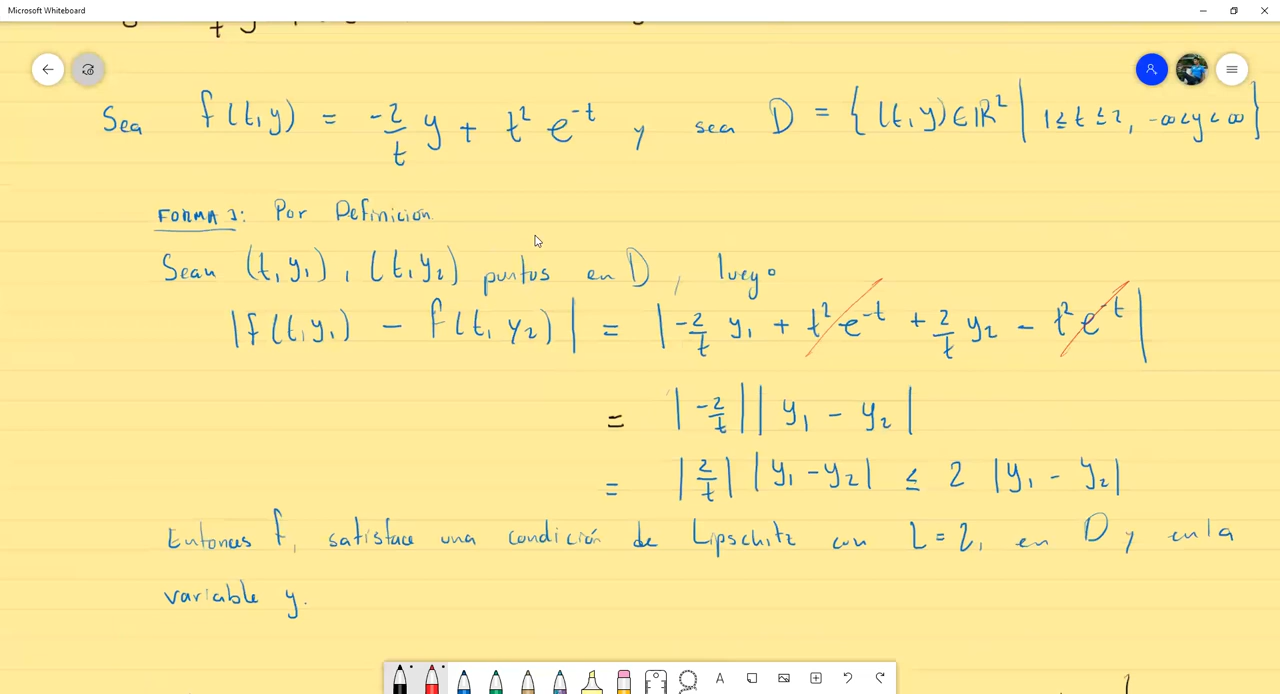 Microsoft Whiteboard
Sea f(t,y) = -2/t y + t² e^-t y sea D = { (t,y) ∈ ℝ² | 1 ≤ t ≤ 2, -∞ < y < ∞ }
FORMA 1: Por Definición.
Sean (t,y₁), (t,y₂) puntos en D, luego
|f(t,y₁) - f(t,y₂)| = |-2/t y₁ + t² e^-t + 2/t y₂ - t² e^-t|
= |-2/t| |y₁ - y₂|
= |2/t| |y₁ - y₂| ≤ 2 |y₁ - y₂|
Entonces f, satisface una condición de Lipschitz con L = 2, en D y en la
variable y.
A